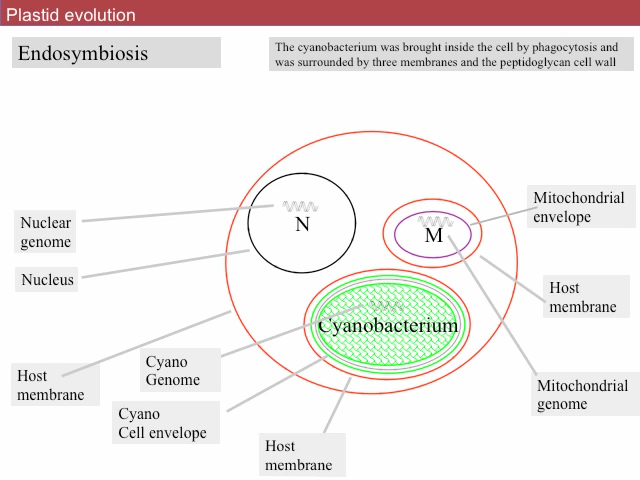 Plastid evolution
Endosymbiosis
The cyanobacterium was brought inside the cell by phagocytosis and
was surrounded by three membranes and the peptidoglycan cell wall
Mitochondrial
envelope
Nuclear
genome
N
M
Nucleus
Host
membrane
Cyanobacterium
Cyano
Genome
Host
membrane
Mitochondrial
genome
Cyano
Cell envelope
Host
membrane